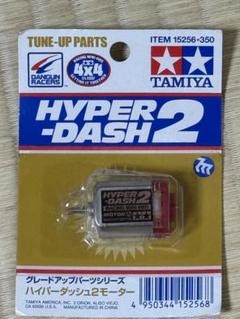 TUNE-UP PARTS
ITEM 15256•350
DANGUN RACERS
4x4
TAMIYA
HYPER
-DASH 2
HYPER
-DASH 2
MOTOR
グレードアップパーツシリーズ
ハイパーダッシュ2モーター
TAMIYA AMERICA, INC. 2 ORION, ALISO VIEJO,
CA 92656 U.S.A. MANUFACTURED IN CHINA
4 950344 152568